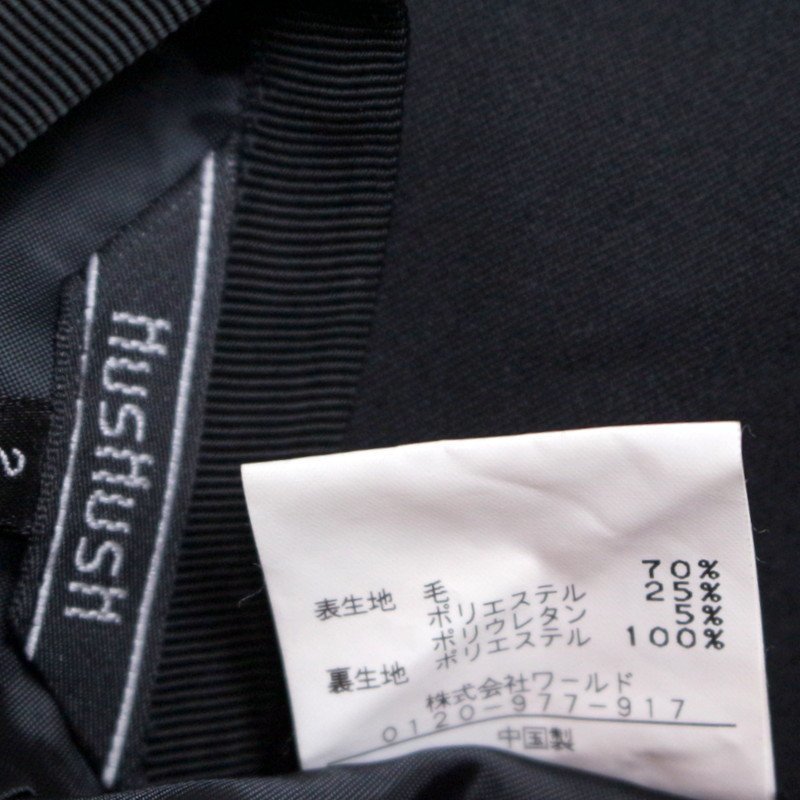 HusHusH
2
表生地 毛 70%
ポリエステル 25%
ポリウレタン 5%
裏生地 ポリエステル 100%
株式会社ワールド
0120-977-917
中国製